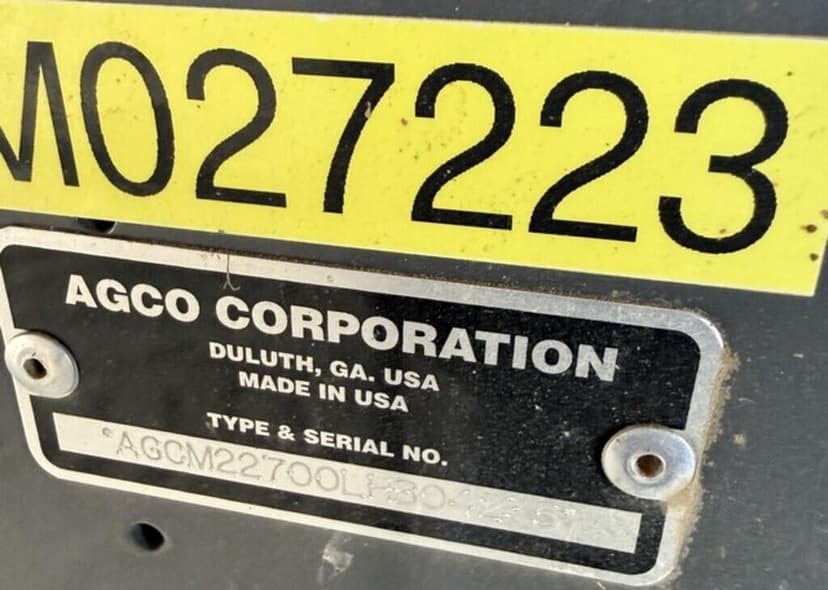 M027223
AGCO CORPORATION
DULUTH, GA. USA
MADE IN USA
TYPE & SERIAL NO.